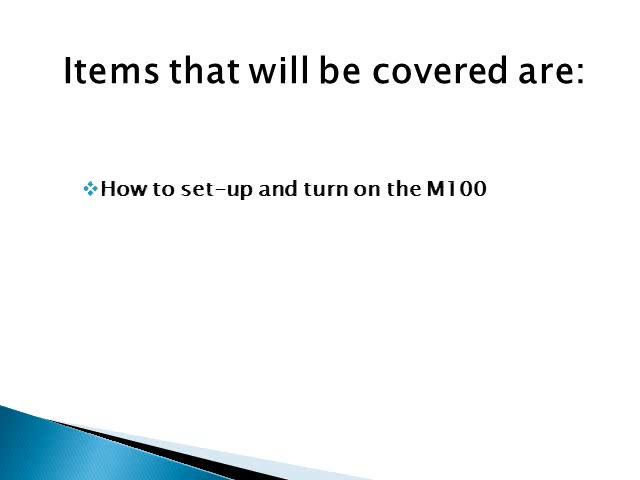 Items that will be covered are:
❖How to set-up and turn on the M100